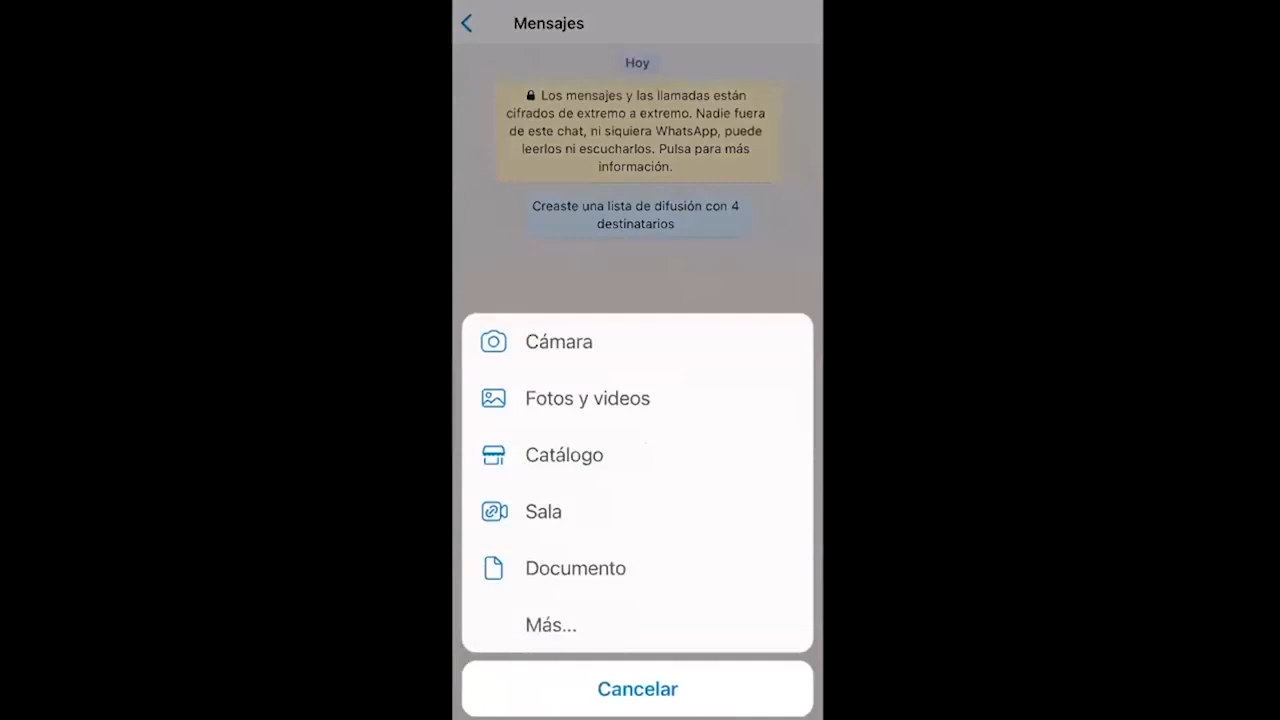 Mensajes
Hoy
Los mensajes y las llamadas están
cifrados de extremo a extremo. Nadie fuera
de este chat, ni siquiera WhatsApp, puede
leerlos ni escucharlos. Pulsa para más
información.
Creaste una lista de difusión con 4
destinatarios
Cámara
Fotos y videos
Catálogo
Sala
Documento
Más...
Cancelar